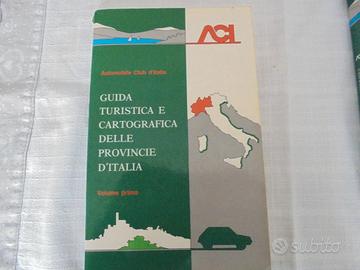 ACI
Automobile Club d'Italia
GUIDA
TURISTICA E
CARTOGRAFICA
DELLE
PROVINCIE
D'ITALIA
Volume primo
subito